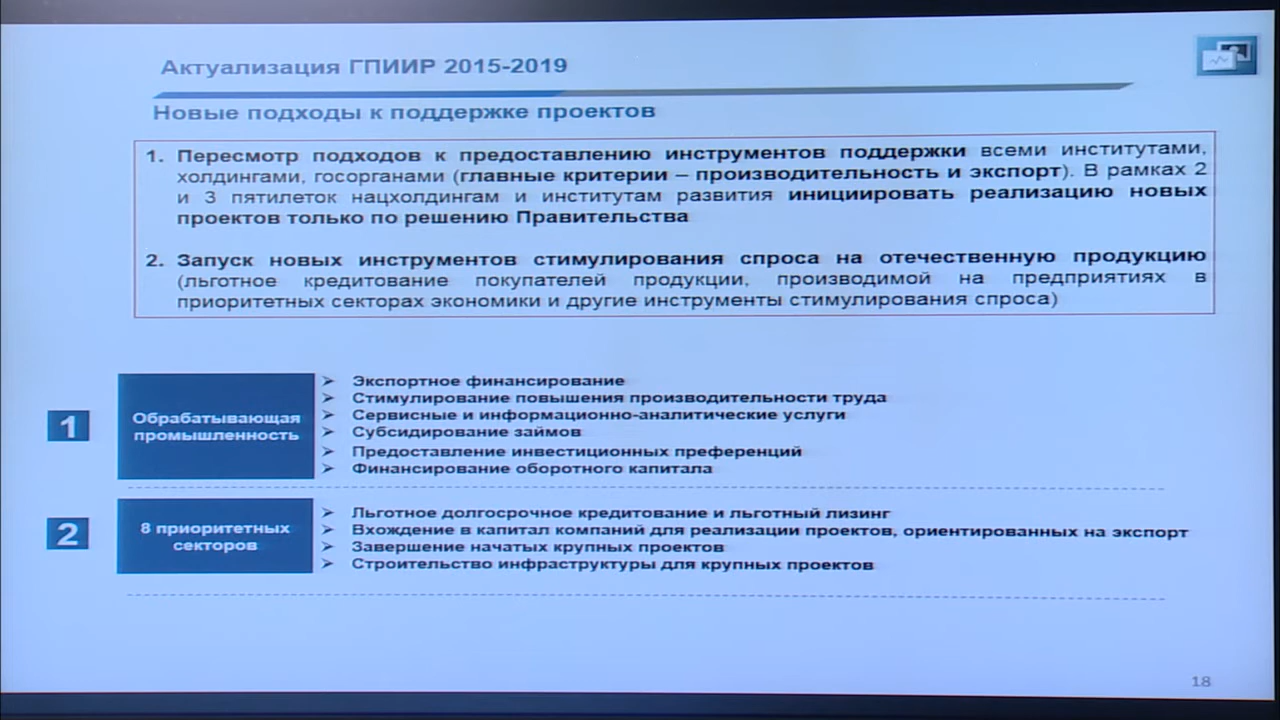 Актуализация ГПИИР 2015-2019
Новые подходы к поддержке проектов
1. Пересмотр подходов к предоставлению инструментов поддержки всеми институтами,
холдингами, госорганами (главные критерии – производительность и экспорт). В рамках 2
и 3 пятилеток нацхолдингам и институтам развития инициировать реализацию новых
проектов только по решению Правительства
2. Запуск новых инструментов стимулирования спроса на отечественную продукцию
(льготное кредитование покупателей продукции, производимой на предприятиях в
приоритетных секторах экономики и другие инструменты стимулирования спроса)
1
Обрабатывающая
промышленность
Экспортное финансирование
Стимулирование повышения производительности труда
Сервисные и информационно-аналитические услуги
Субсидирование займов
Предоставление инвестиционных преференций
Финансирование оборотного капитала
2
8 приоритетных
секторов
Льготное долгосрочное кредитование и льготный лизинг
Вхождение в капитал компаний для реализации проектов, ориентированных на экспорт
Завершение начатых крупных проектов
Строительство инфраструктуры для крупных проектов
18